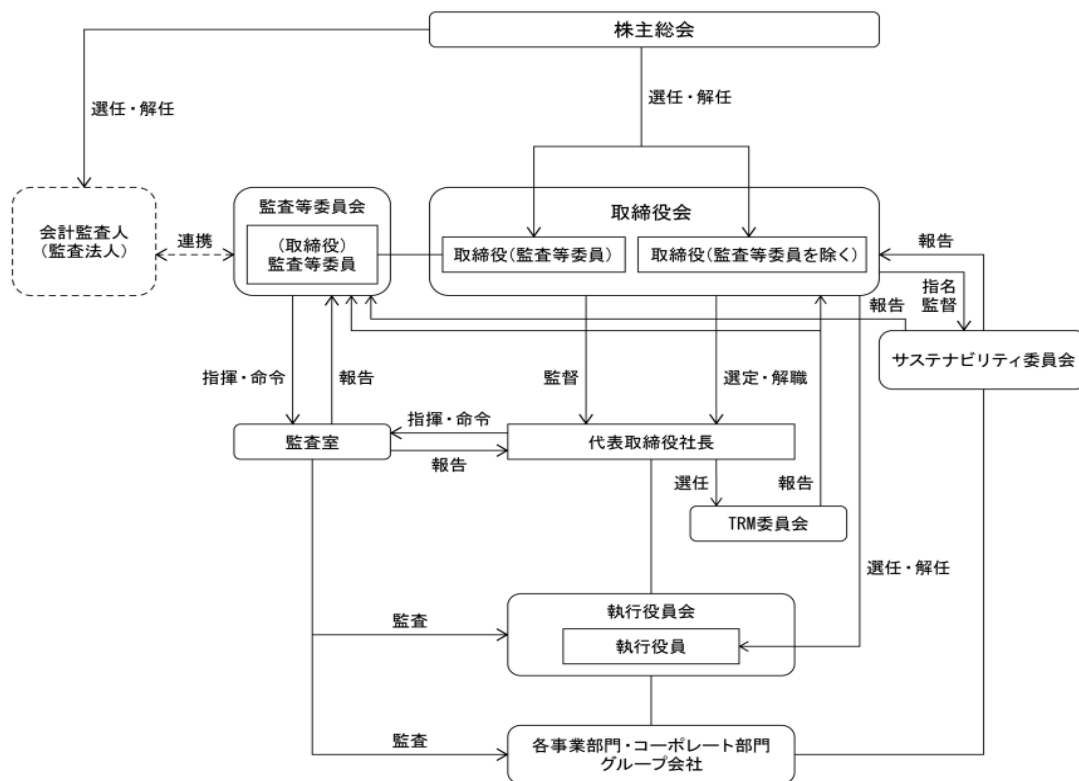 株主総会
選任・解任
選任・解任
会計監査人
(監査法人)
連携
監査等委員会
(取締役)
監査等委員
取締役会
取締役(監査等委員)
取締役(監査等委員を除く)
報告
指名
監督
報告
サステナビリティ委員会
指揮・命令
報告
監督
選定・解職
監査室
指揮・命令
報告
代表取締役社長
選任
報告
TRM委員会
選任・解任
監査
執行役員会
執行役員
監査
各事業部門・コーポレート部門
グループ会社